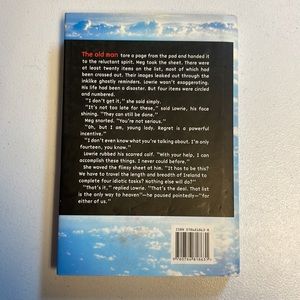 The old man tore a page from the pad and handed it
to the reluctant spirit. Meg took the sheet. There were
at least twenty items on the list, most of which had
been crossed out. Their images leaked out through the
inklike ghostly reminders. Lowrie wasn't exaggerating.
His life had been a disaster. But four items were circled
and numbered.
"I don't get it," she said simply.
"It's not too late for these," said Lowrie, his face
shining. "They can still be done."
Meg snorted. "You're not serious."
"Oh, but I am, young lady. Regret is a powerful
incentive."
"I don't even know what you're talking about. I'm only
fourteen, you know."
Lowrie rubbed his scarred calf. "With your help, I can
accomplish these things. I never could before."
She waved the flimsy sheet at him. "It has to be this?
We have to travel the length and breadth of Ireland to
complete four idiotic tasks? Nothing else will do?"
"That's it," replied Lowrie. "That's the deal. That list
is the only way to heaven"—he paused pointedly—"for
either of us."
ISBN